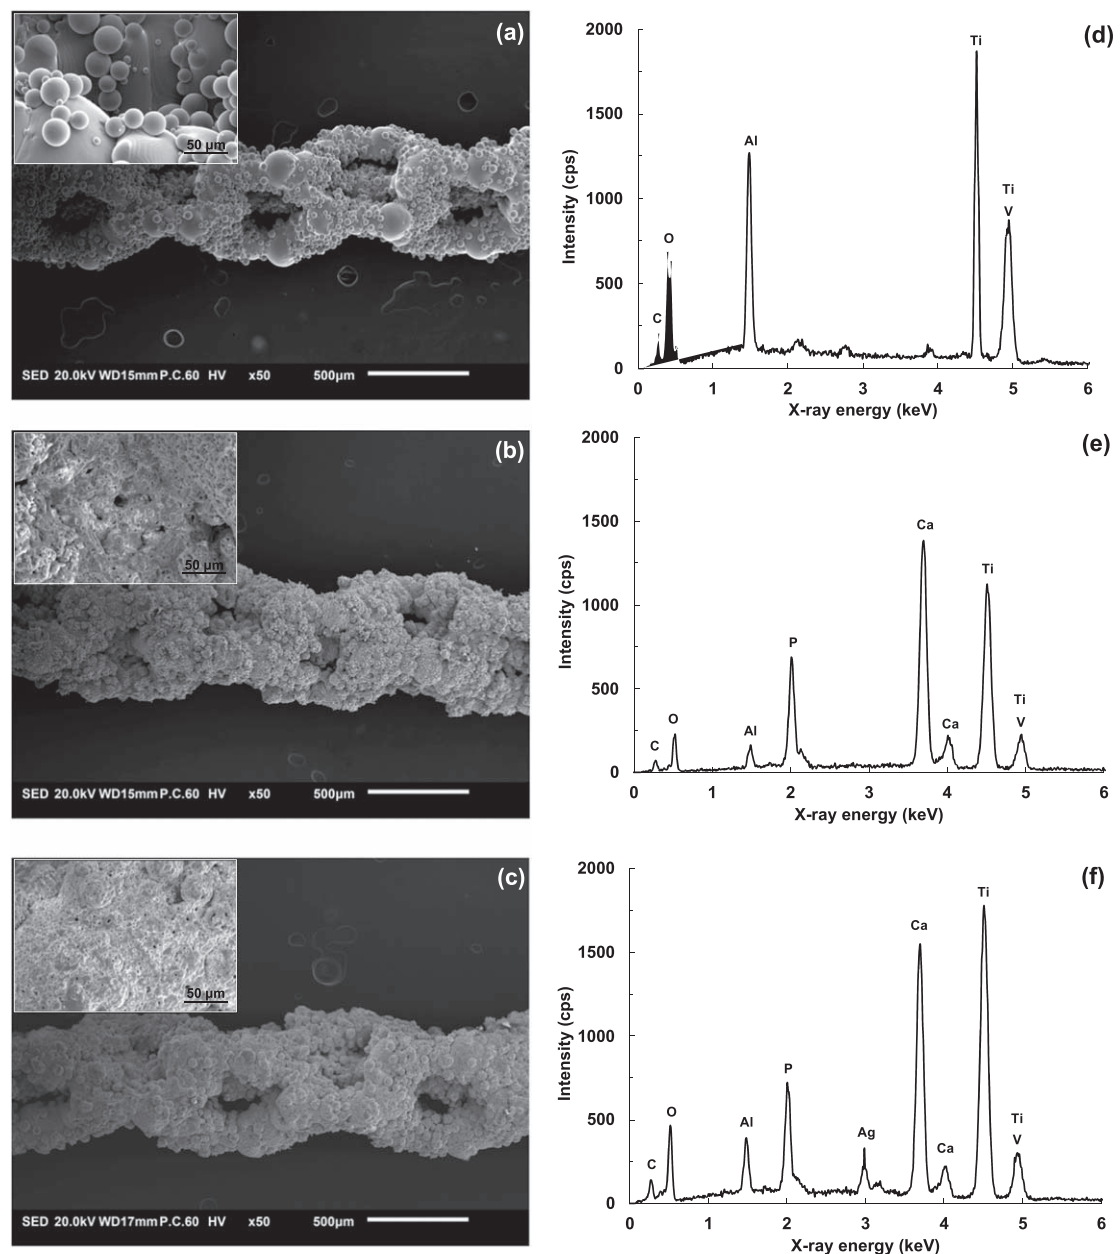 (a)
50 µm
SED 20.0kV WD15mm P.C.60 HV x50 500µm
(d)
2000
1500
1000
500
0
Intensity (cps)
C
O
Al
Ti
Ti
V
0 1 2 3 4 5 6
X-ray energy (keV)
(b)
50 µm
SED 20.0kV WD15mm P.C.60 HV x50 500µm
(e)
2000
1500
1000
500
0
Intensity (cps)
C
O
Al
P
Ca
Ca
Ti
Ti
V
0 1 2 3 4 5 6
X-ray energy (keV)
(c)
50 µm
SED 20.0kV WD17mm P.C.60 HV x50 500µm
(f)
2000
1500
1000
500
0
Intensity (cps)
C
O
Al
P
Ag
Ca
Ca
Ti
Ti
V
0 1 2 3 4 5 6
X-ray energy (keV)